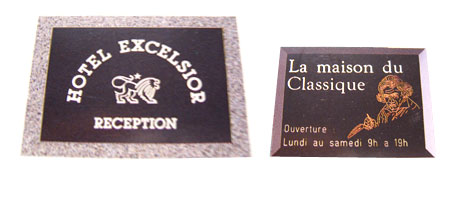 HOTEL EXCELSIOR
RECEPTION
La maison du
Classique
Ouverture
Lundi au samedi 9h a 19h